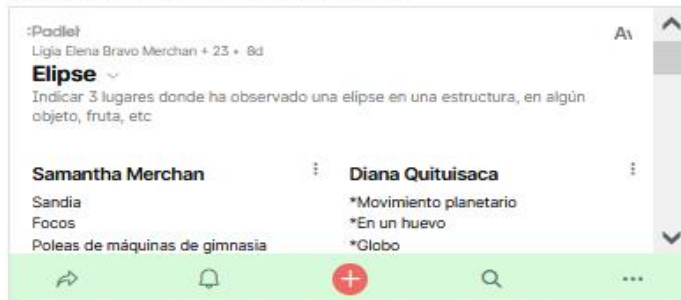 :Padlet
Ligia Elena Bravo Merchan + 23 • 8d
Elipse
Indicar 3 lugares donde ha observado una elipse en una estructura, en algún
objeto, fruta, etc
Samantha Merchan
Sandia
Focos
Poleas de máquinas de gimnasia
Diana Quituisaca
*Movimiento planetario
*En un huevo
*Globo